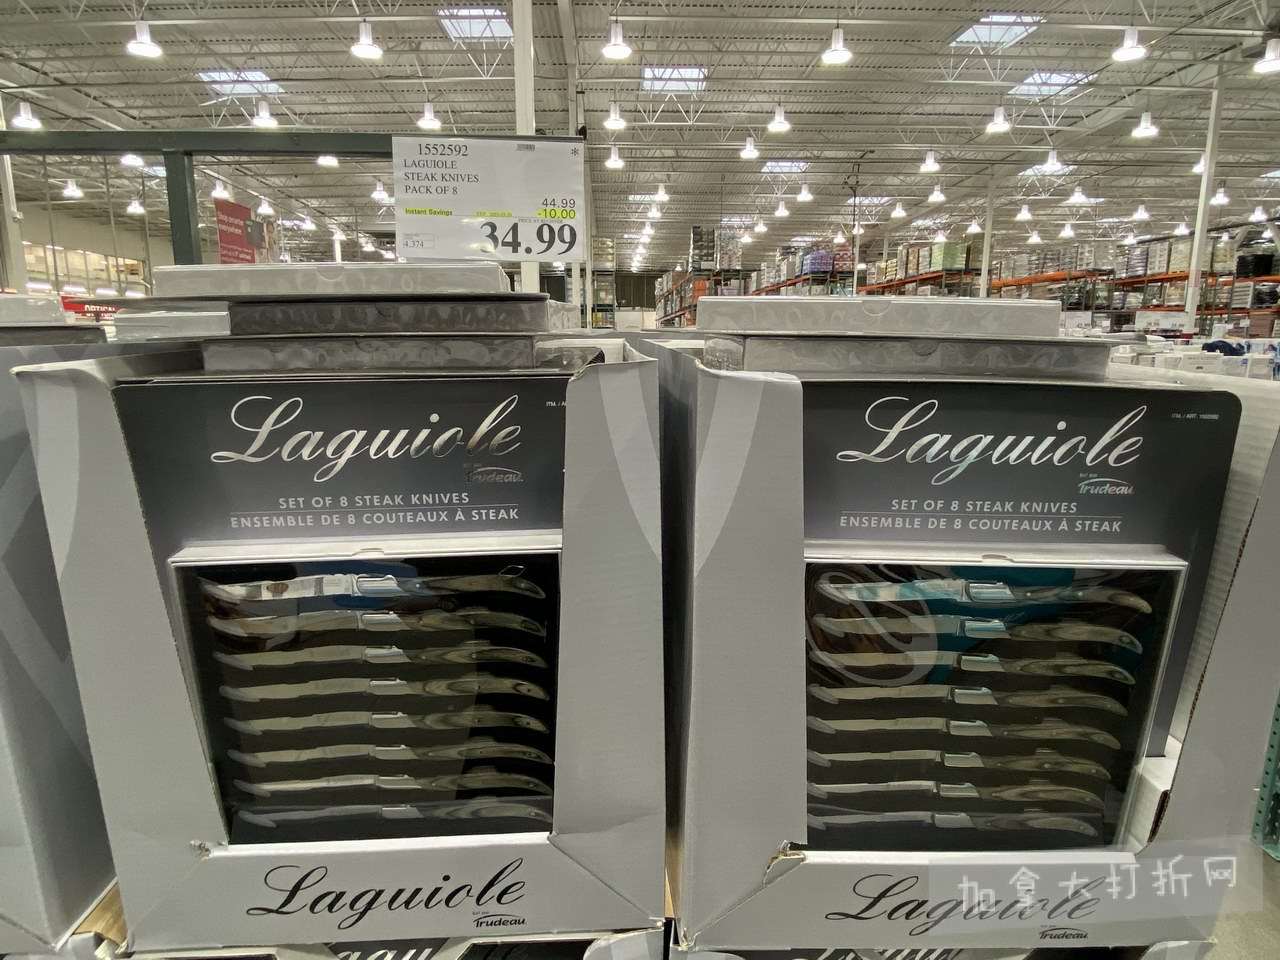 1552592 *
LAGUIOLE
STEAK KNIVES
PACK OF 8
44.99
Instant Savings -10.00
4.374 34.99
Laguiole
Trudeau
SET OF 8 STEAK KNIVES
ENSEMBLE DE 8 COUTEAUX À STEAK
Laguiole
Trudeau
Laguiole
Trudeau
SET OF 8 STEAK KNIVES
ENSEMBLE DE 8 COUTEAUX À STEAK
Laguiole
Trudeau
加拿大打折网